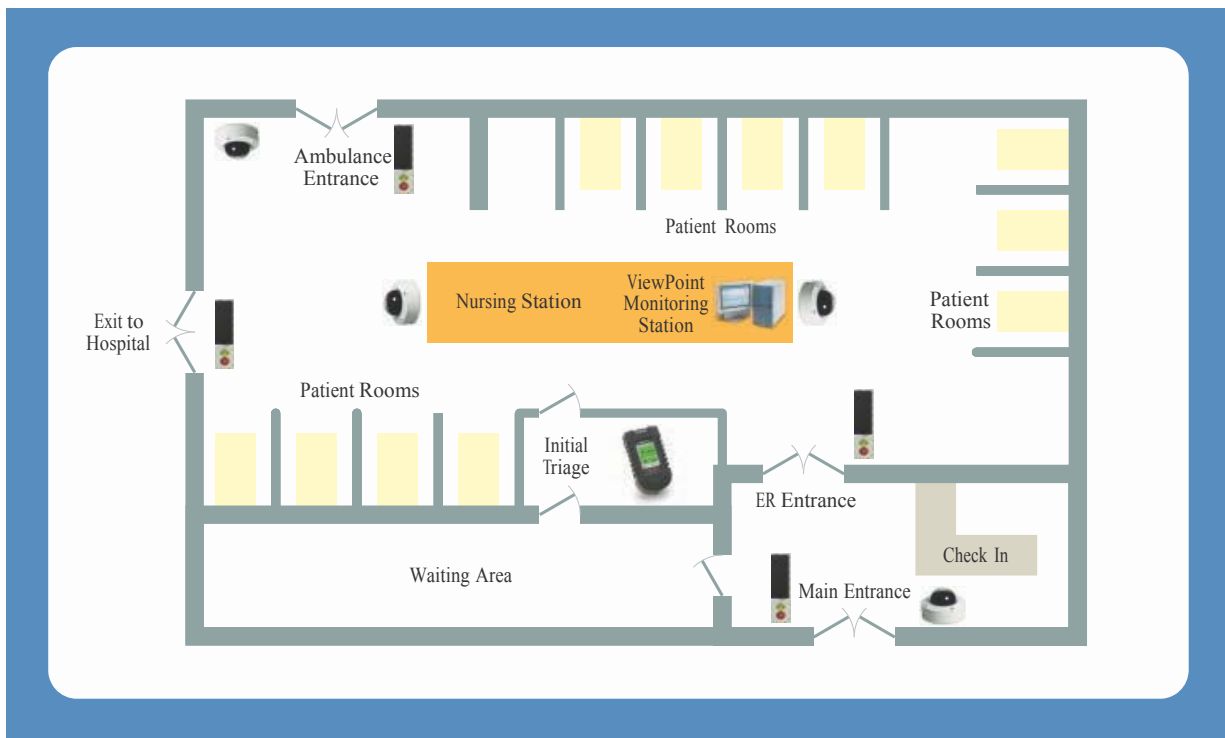 Ambulance
Entrance
Patient Rooms
Nursing Station
ViewPoint
Monitoring
Station
Patient
Rooms
Exit to
Hospital
Patient Rooms
Initial
Triage
ER Entrance
Check In
Waiting Area
Main Entrance